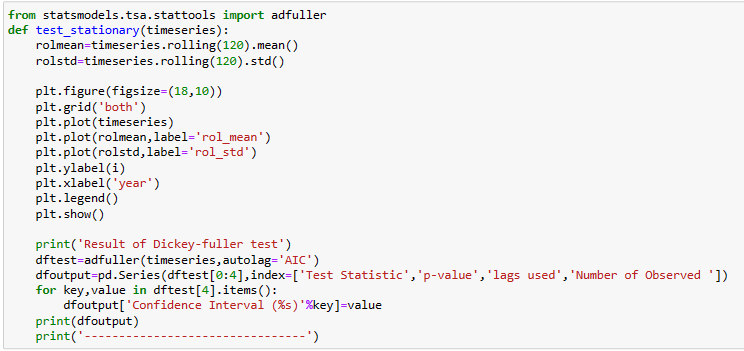 from statsmodels.tsa.stattools import adfuller
def test_stationary(timeseries):
    rolmean=timeseries.rolling(120).mean()
    rolstd=timeseries.rolling(120).std()

    plt.figure(figsize=(18,10))
    plt.grid('both')
    plt.plot(timeseries)
    plt.plot(rolmean,label='rol_mean')
    plt.plot(rolstd,label='rol_std')
    plt.ylabel(i)
    plt.xlabel('year')
    plt.legend()
    plt.show()

    print('Result of Dickey-fuller test')
    dftest=adfuller(timeseries,autolag='AIC')
    dfoutput=pd.Series(dftest[0:4],index=['Test Statistic','p-value','lags used','Number of Observed '])
    for key,value in dftest[4].items():
        dfoutput['Confidence Interval (%s)'%key]=value
    print(dfoutput)
    print('--------------------------------')